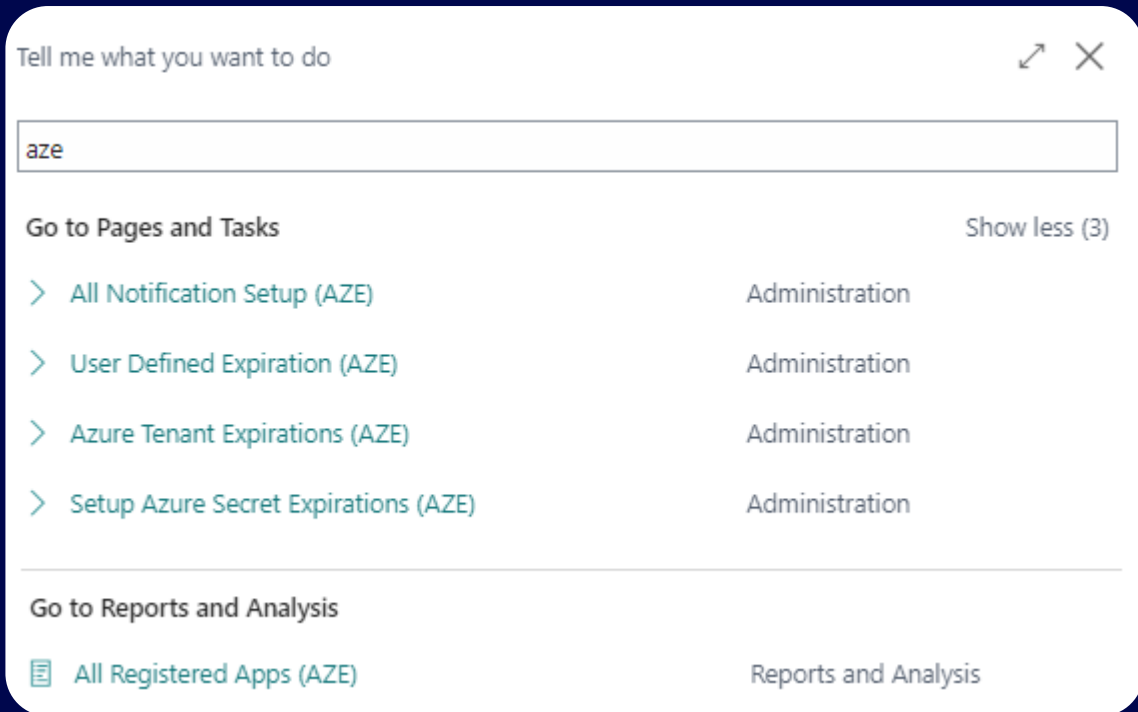 Tell me what you want to do
aze
Go to Pages and Tasks Show less (3)
All Notification Setup (AZE) Administration
User Defined Expiration (AZE) Administration
Azure Tenant Expirations (AZE) Administration
Setup Azure Secret Expirations (AZE) Administration
Go to Reports and Analysis
All Registered Apps (AZE) Reports and Analysis